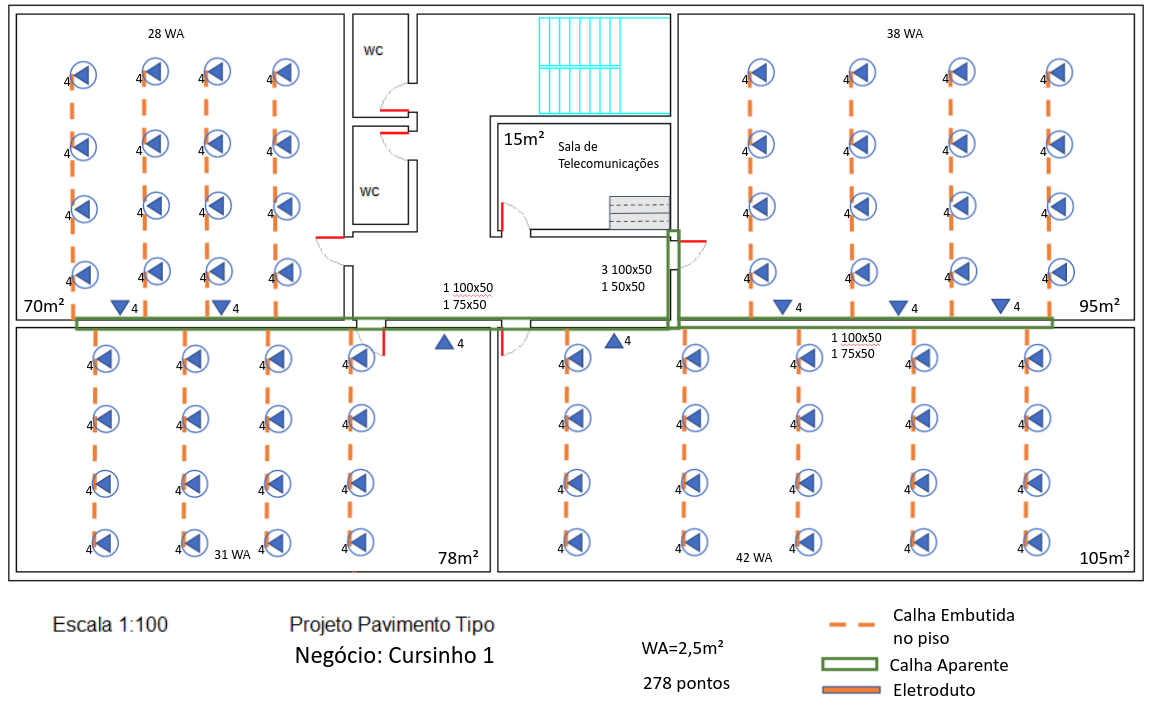 28 WA
4 4 4 4
4 4 4 4
4 4 4 4
4 4 4 4
70m²
4 4
WC
WC
15m²
Sala de
Telecomunicações
1 100x50
1 75x50
3 100x50
1 50x50
38 WA
4 4 4 4
4 4 4 4
4 4 4 4
4 4 4 4
4 4 4
95m²
1 100x50
1 75x50
4
4 4 4 4
4 4 4 4
4 4 4 4
4 4 4 4
31 WA
78m²
4
4 4 4 4 4
4 4 4 4 4
4 4 4 4 4
4 4 4 4 4
42 WA
105m²
Escala 1:100
Projeto Pavimento Tipo
Negócio: Cursinho 1
WA=2,5m²
278 pontos
Calha Embutida
no piso
Calha Aparente
Eletroduto